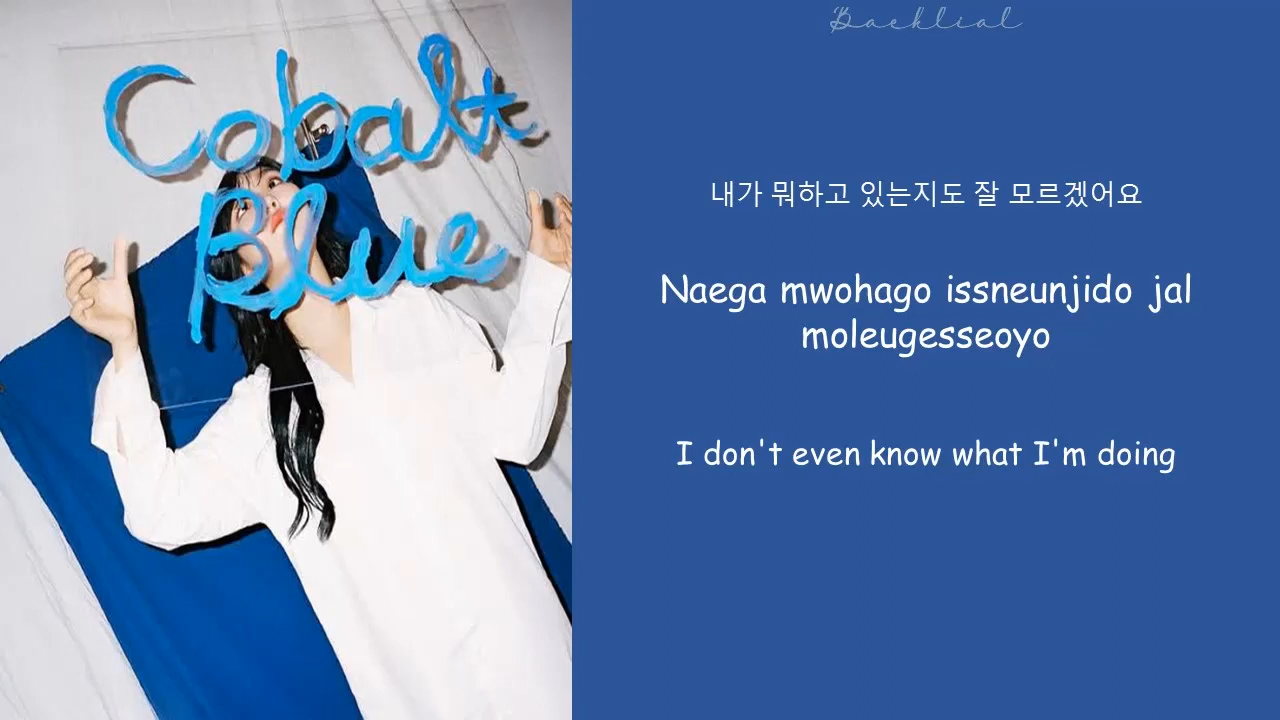 Baeklial
Cobalt
Blue
내가 뭐하고 있는지도 잘 모르겠어요
Naega mwohago issneunjido jal
moleugesseoyo
I don't even know what I'm doing